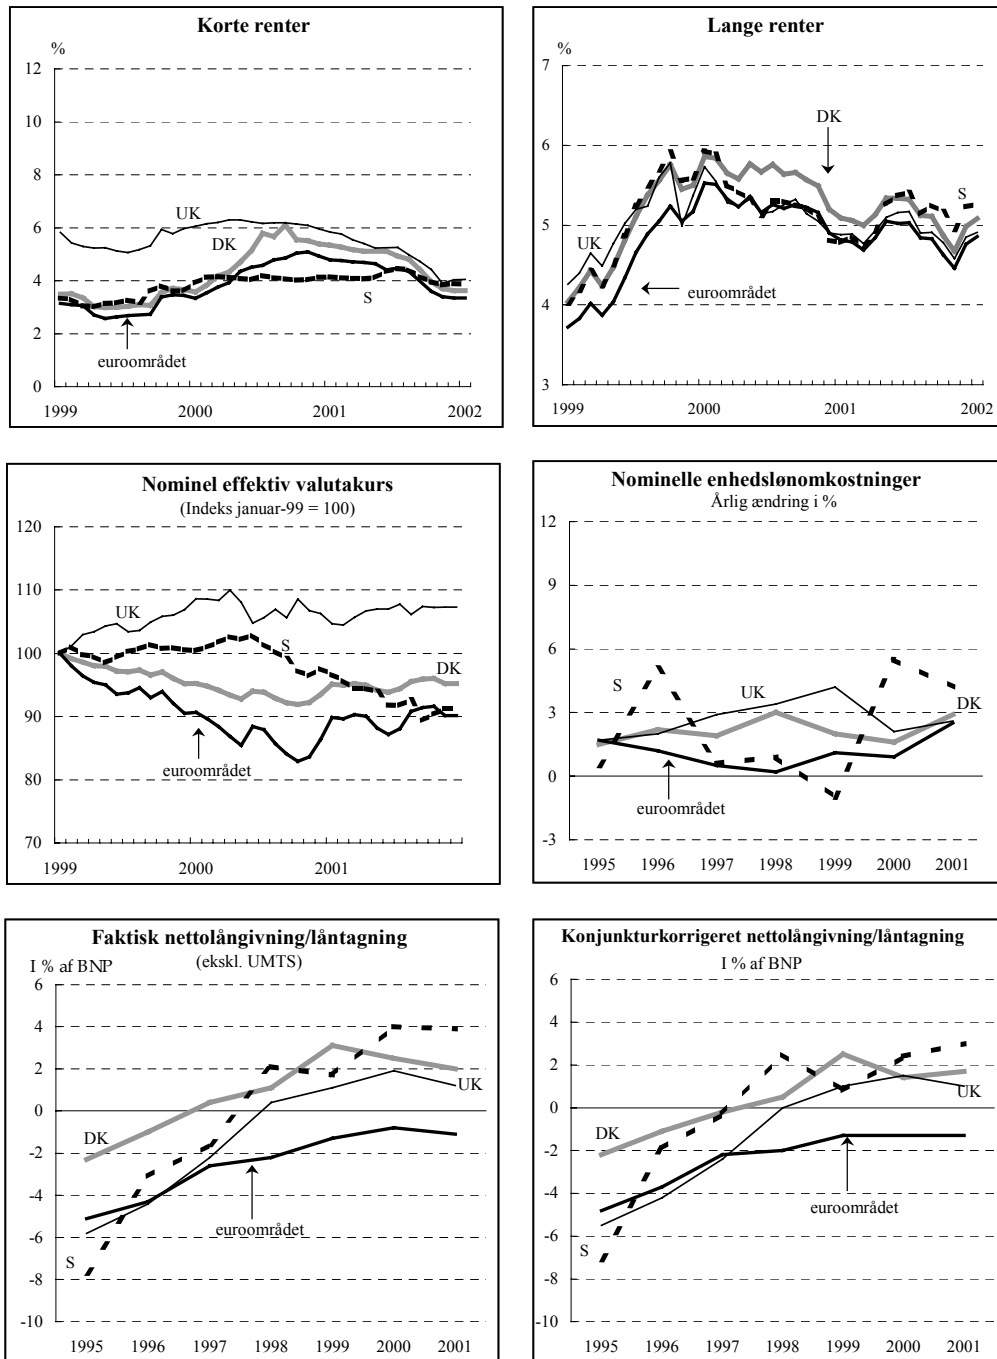 Korte renter
%
12
10
8
6
4
2
0
UK
DK
S
euroområdet
1999 2000 2001 2002
Lange renter
%
7
6
5
4
3
DK
S
UK
euroområdet
1999 2000 2001 2002
Nominel effektiv valutakurs
(Indeks januar-99 = 100)
120
110
100
90
80
70
UK
S
DK
euroområdet
1999 2000 2001
Nominelle enhedslønomkostninger
Årlig ændring i %
12
9
6
3
0
-3
S
UK
DK
euroområdet
1995 1996 1997 1998 1999 2000 2001
Faktisk nettolångivning/låntagning
(ekskl. UMTS)
I % af BNP
6
4
2
0
-2
-4
-6
-8
-10
DK
UK
euroområdet
S
1995 1996 1997 1998 1999 2000 2001
Konjunkturkorrigeret nettolångivning/låntagning
I % af BNP
6
4
2
0
-2
-4
-6
-8
-10
UK
DK
euroområdet
S
1995 1996 1997 1998 1999 2000 2001